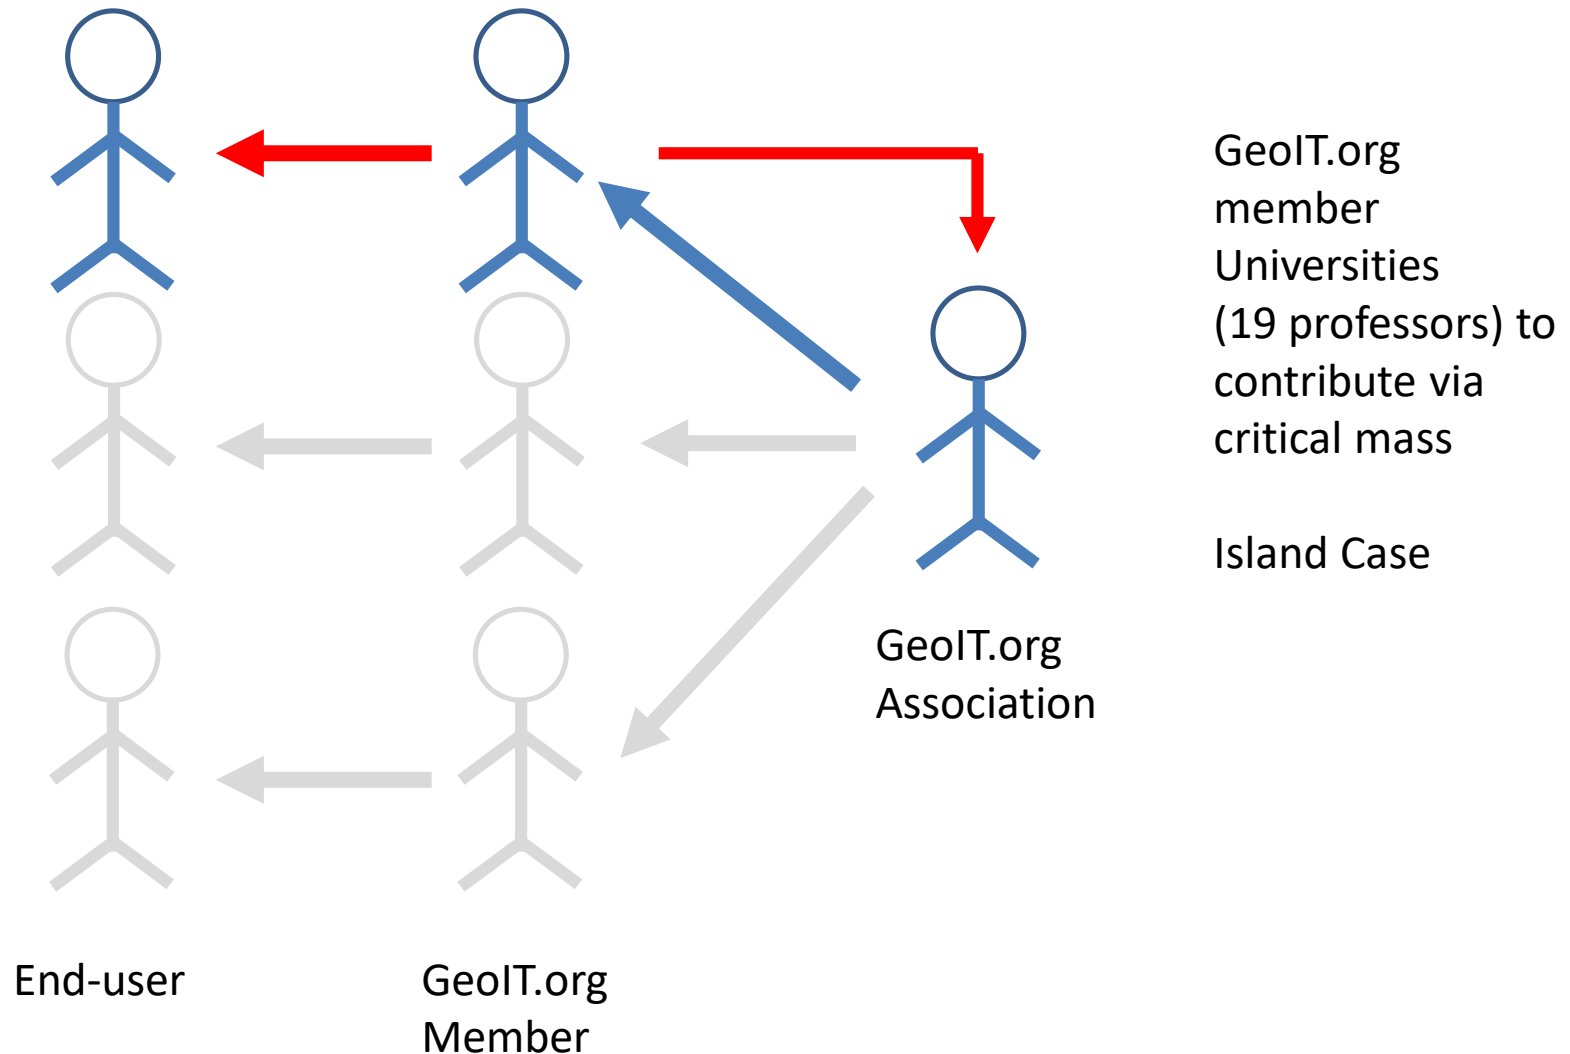 GeoIT.org
member
Universities
(19 professors) to
contribute via
critical mass
Island Case
GeoIT.org
Association
End-user
GeoIT.org
Member